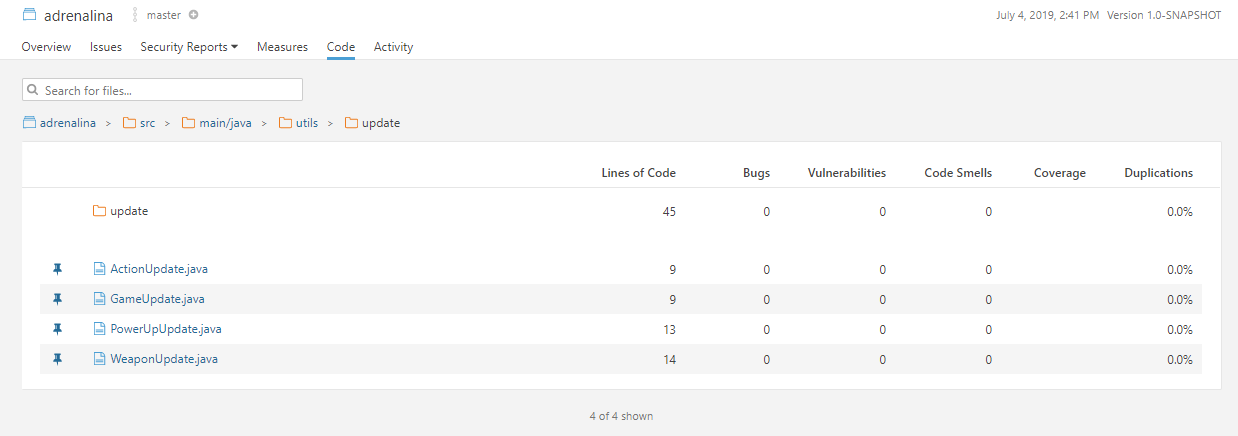 adrenalina master July 4, 2019, 2:41 PM Version 1.0-SNAPSHOT
Overview Issues Security Reports Measures Code Activity
Search for files...
adrenalina > src > main/java > utils > update
Lines of Code Bugs Vulnerabilities Code Smells Coverage Duplications
update 45 0 0 0 0.0%
ActionUpdate.java 9 0 0 0 0.0%
GameUpdate.java 9 0 0 0 0.0%
PowerUpUpdate.java 13 0 0 0 0.0%
WeaponUpdate.java 14 0 0 0 0.0%
4 of 4 shown